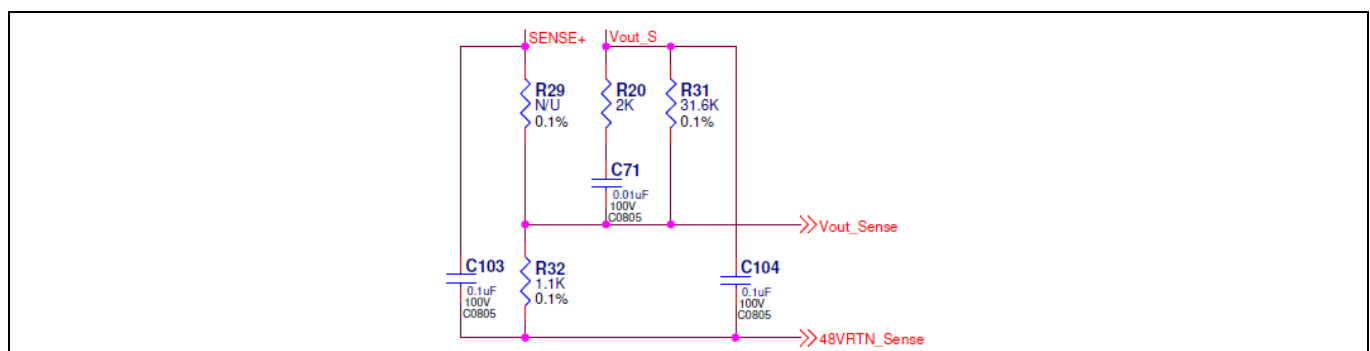 SENSE+
Vout_S
R29
N/U
0.1%
R20
2K
R31
31.6K
0.1%
C71
0.01uF
100V
C0805
Vout_Sense
C103
0.1uF
100V
C0805
R32
1.1K
0.1%
C104
0.1uF
100V
C0805
48VRTN_Sense